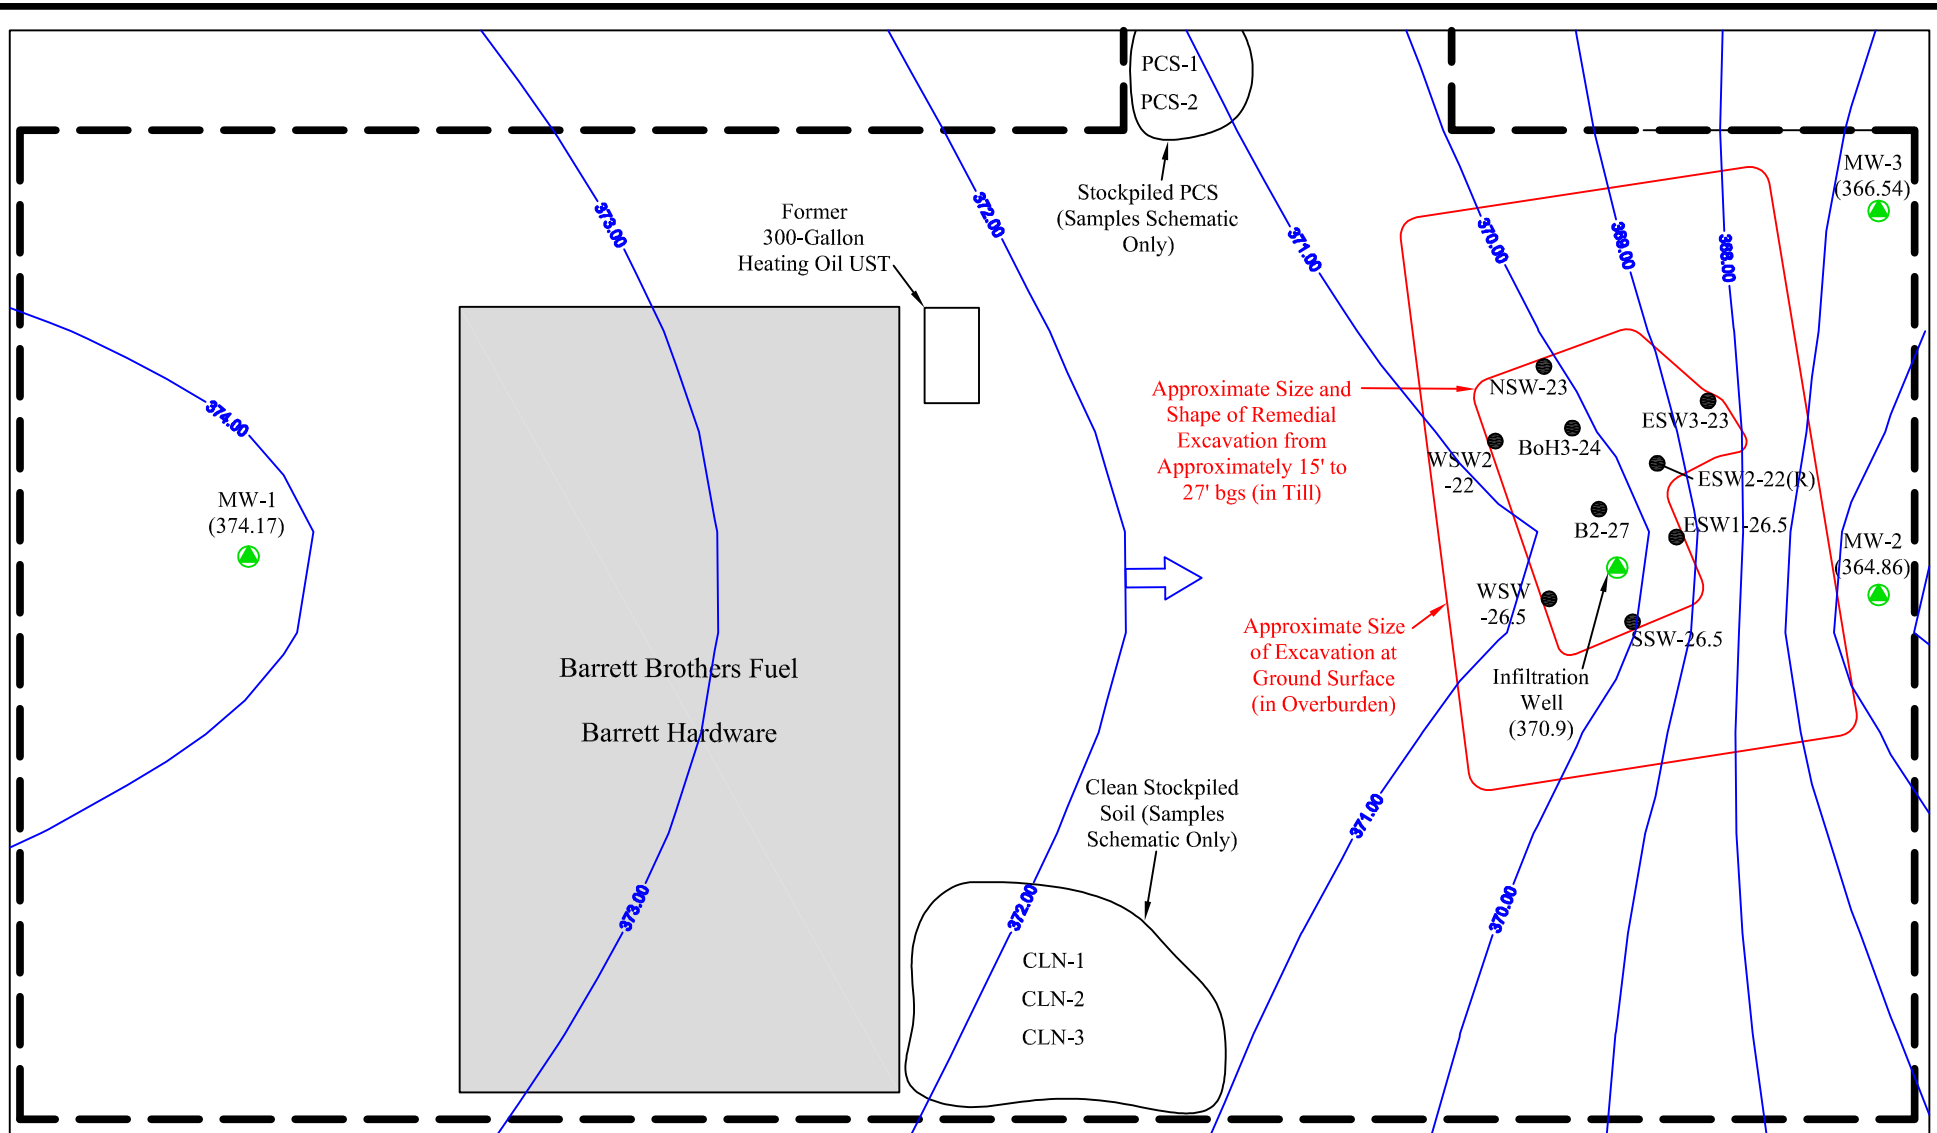 PCS-1
PCS-2
Stockpiled PCS
(Samples Schematic
Only)
Former
300-Gallon
Heating Oil UST
MW-3
(366.54)
373.00
372.00
371.00
370.00
369.00
368.00
374.00
MW-1
(374.17)
Approximate Size and
Shape of Remedial
Excavation from
Approximately 15' to
27' bgs (in Till)
NSW-23
ESW3-23
BoH3-24
WSW2
-22
ESW2-22(R)
B2-27
ESW1-26.5
MW-2
(364.86)
WSW
-26.5
SSW-26.5
Approximate Size
of Excavation at
Ground Surface
(in Overburden)
Infiltration
Well
(370.9)
Barrett Brothers Fuel
Barrett Hardware
Clean Stockpiled
Soil (Samples
Schematic Only)
371.00
373.00
372.00
370.00
CLN-1
CLN-2
CLN-3